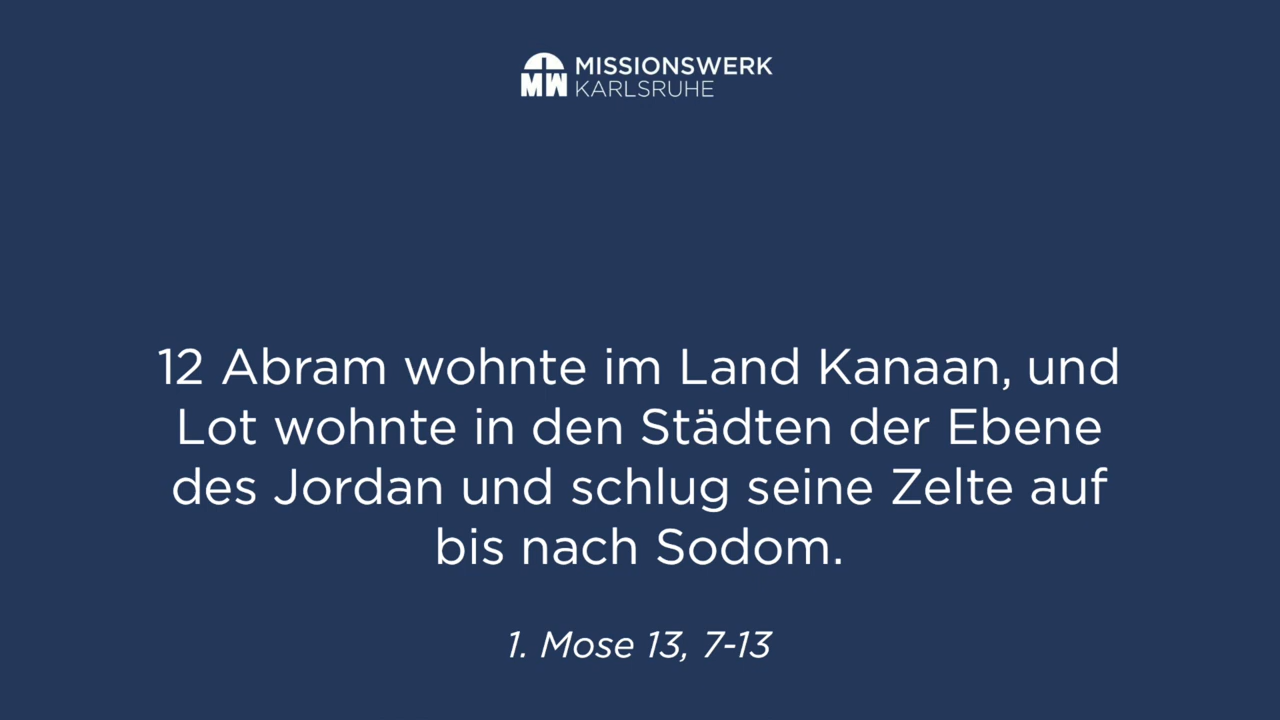 MISSIONSWERK
KARLSRUHE
12 Abram wohnte im Land Kanaan, und
Lot wohnte in den Städten der Ebene
des Jordan und schlug seine Zelte auf
bis nach Sodom.
1. Mose 13, 7-13